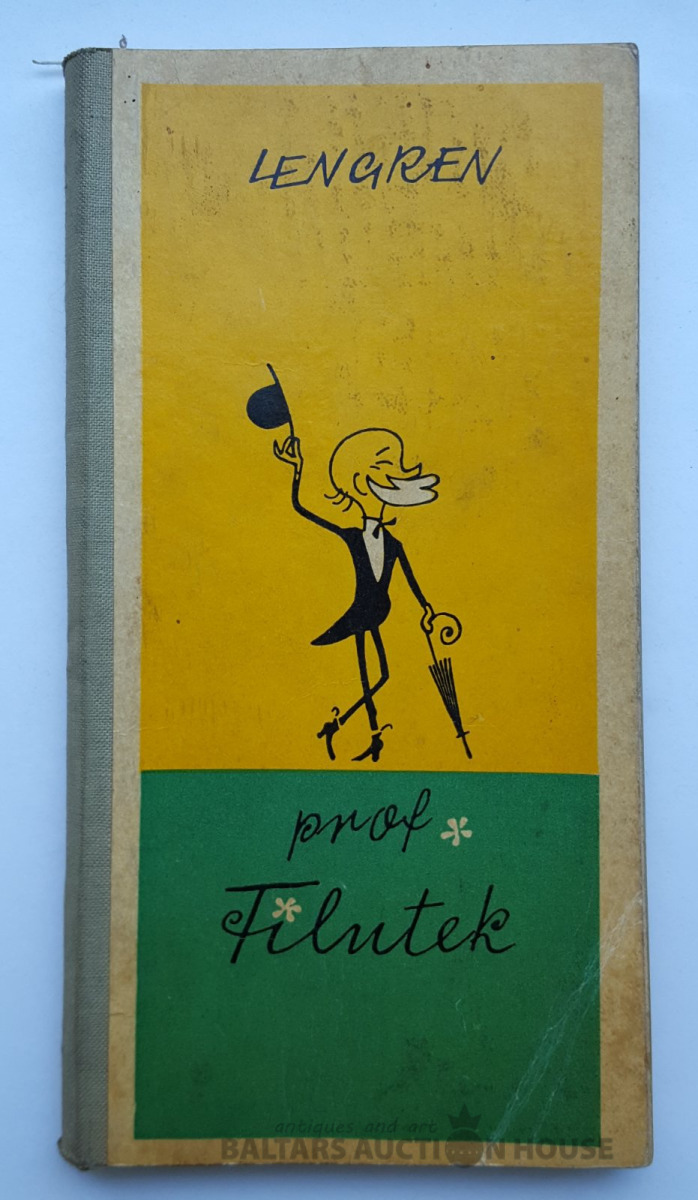 LENGREN
prof
Filutek
antiques and art
BALTARS AUCTION HOUSE